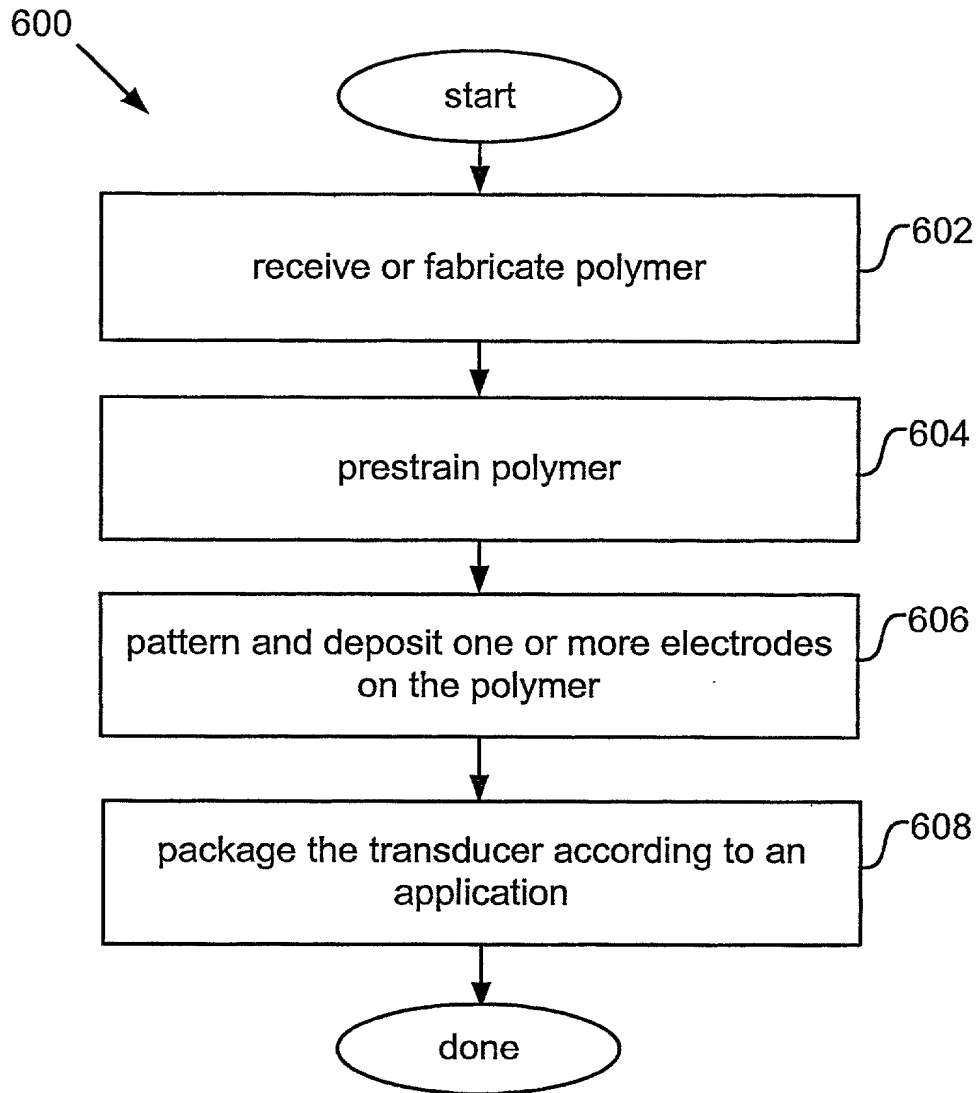 600
start
receive or fabricate polymer
602
prestrain polymer
604
pattern and deposit one or more electrodes
on the polymer
606
package the transducer according to an
application
608
done